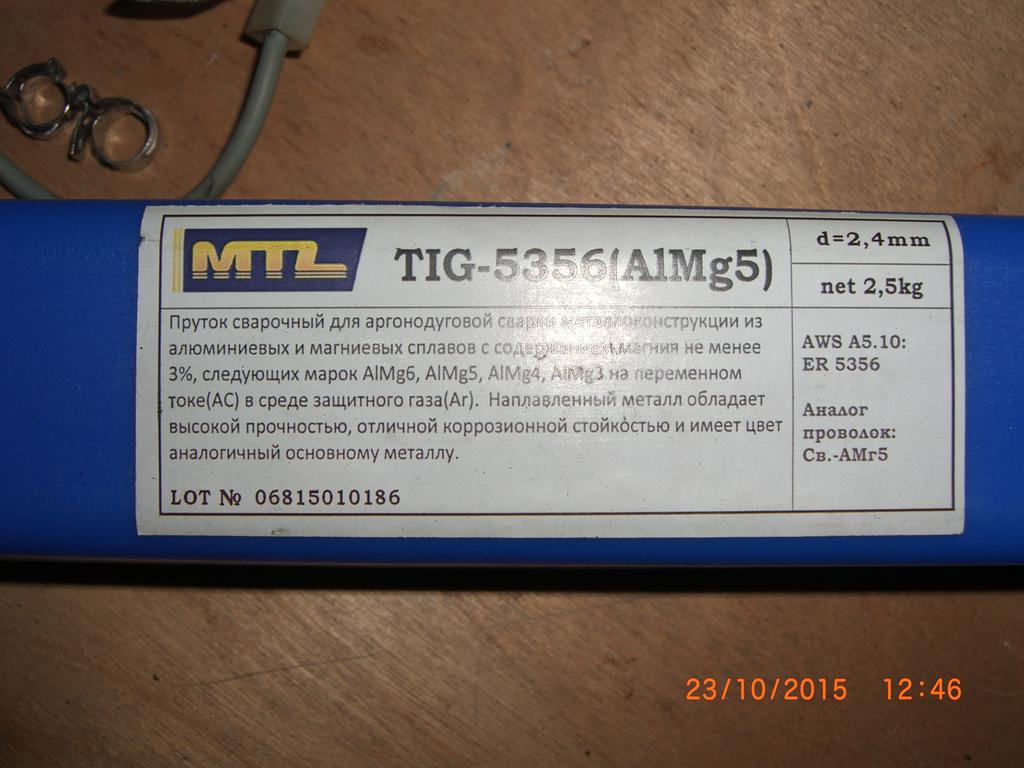 MTL
TIG-5356(AlMg5)
d=2,4mm
net 2,5kg
Пруток сварочный для аргонодуговой сварки металлоконструкции из
алюминиевых и магниевых сплавов с содержанием магния не менее
3%, следующих марок AlMg6, AlMg5, AlMg4, AlMg3 на переменном
токе(AC) в среде защитного газа(Ar). Наплавленный металл обладает
высокой прочностью, отличной коррозионной стойкостью и имеет цвет
аналогичный основному металлу.
LOT № 06815010186
AWS A5.10:
ER 5356
Аналог
проволок:
Св.-АМг5
23/10/2015 12:46